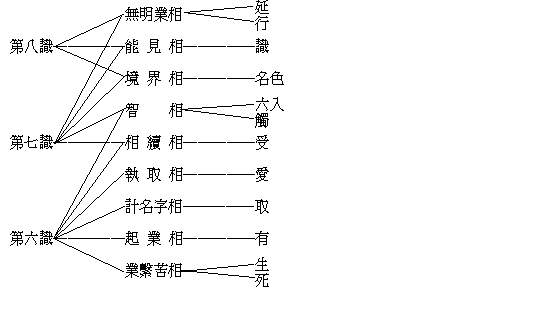 無明業相 延
行
第八識 能見相 識
境界相 名色
智相 六入
觸
第七識 相續相 受
執取相 愛
計名字相 取
第六識 起業相 有
業繫苦相 生
死